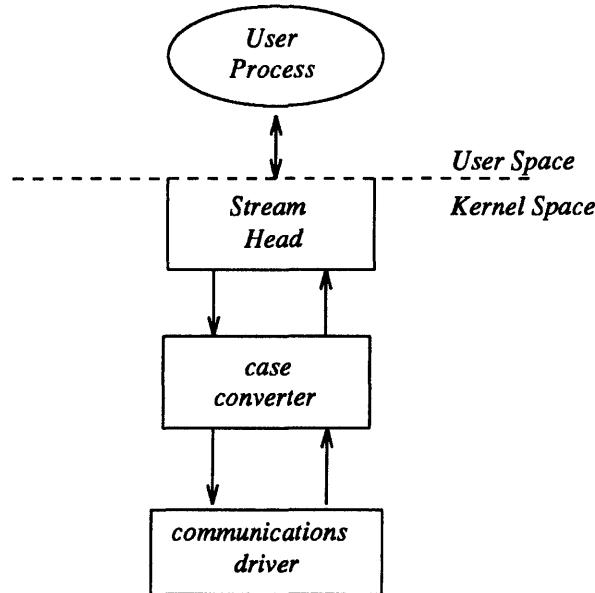 User
Process
User Space
Kernel Space
Stream
Head
case
converter
communications
driver